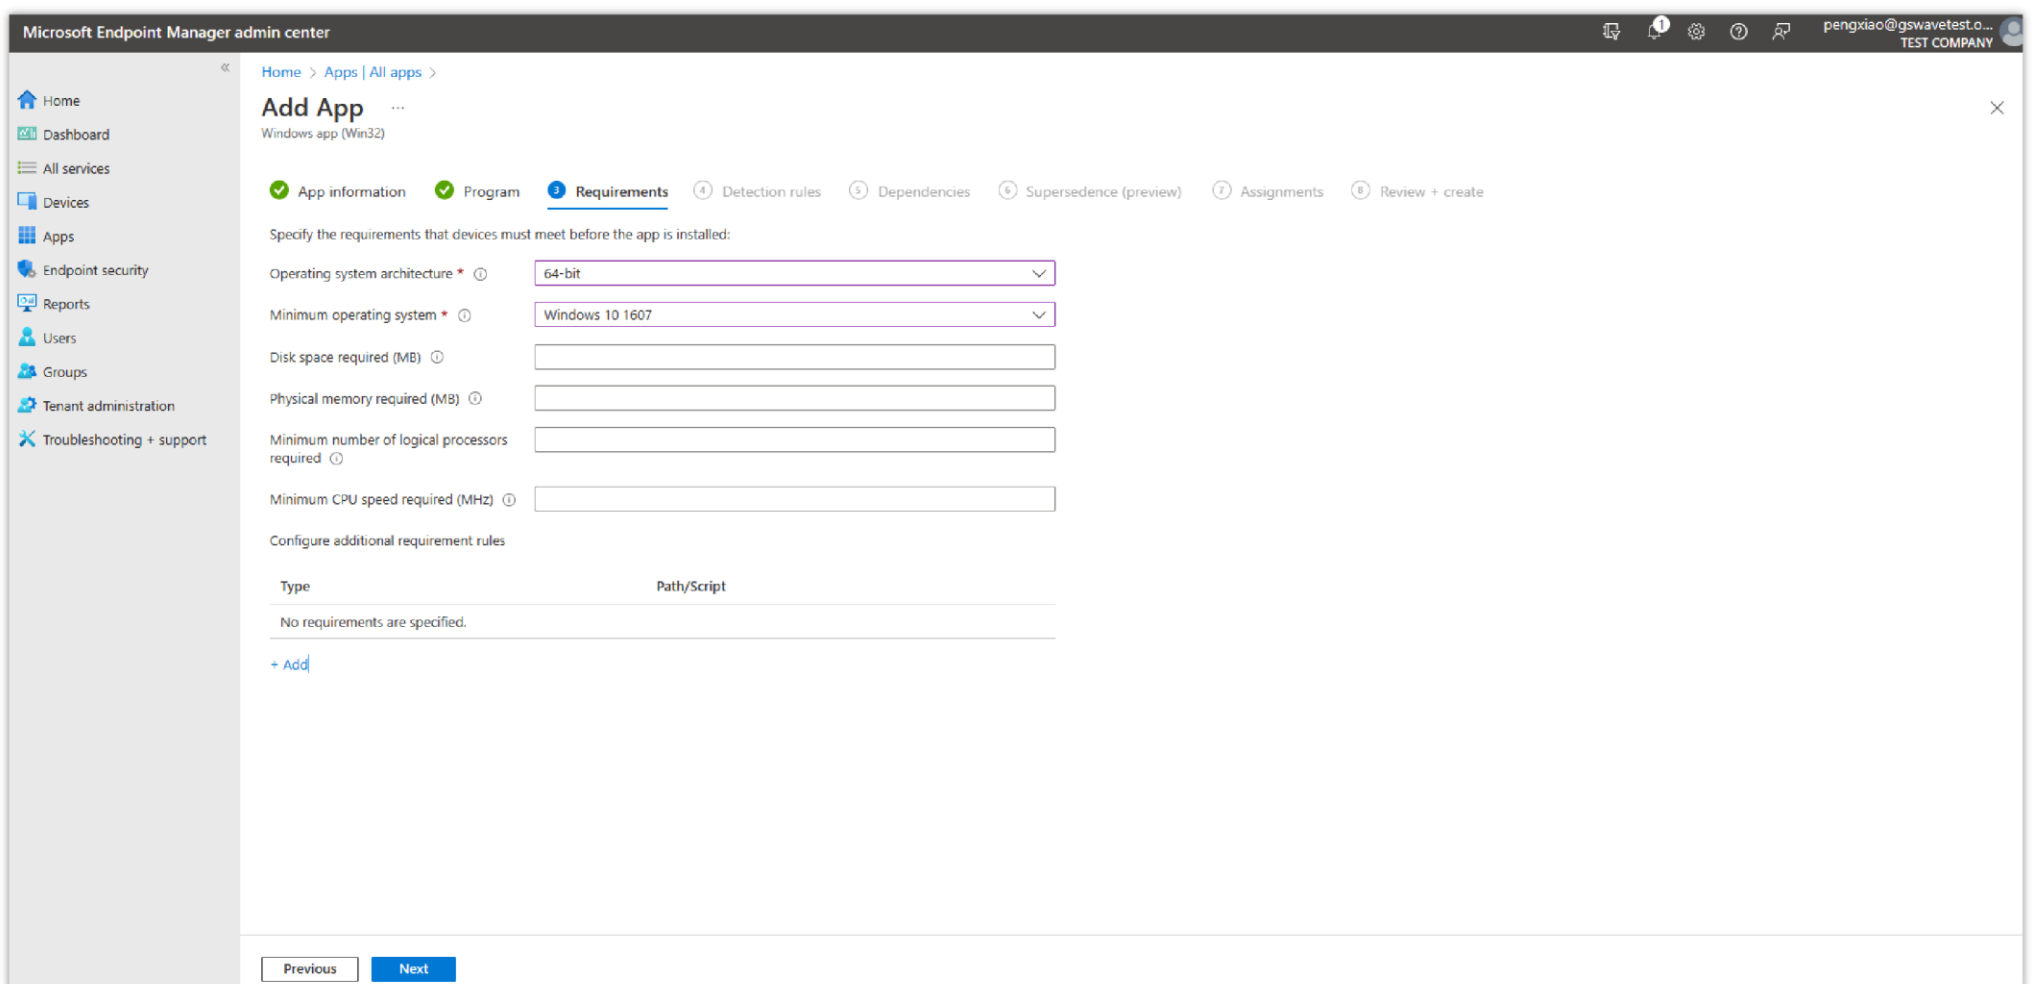 Microsoft Endpoint Manager admin center
1
pengxiao@gswavetest.o...
TEST COMPANY
«
Home
Dashboard
All services
Devices
Apps
Endpoint security
Reports
Users
Groups
Tenant administration
Troubleshooting + support
Home > Apps | All apps >
Add App ...
Windows app (Win32)
App information
Program
3 Requirements
4 Detection rules
5 Dependencies
6 Supersedence (preview)
7 Assignments
8 Review + create
Specify the requirements that devices must meet before the app is installed:
Operating system architecture * 64-bit
Minimum operating system * Windows 10 1607
Disk space required (MB)
Physical memory required (MB)
Minimum number of logical processors
required
Minimum CPU speed required (MHz)
Configure additional requirement rules
Type Path/Script
No requirements are specified.
+ Add
Previous Next